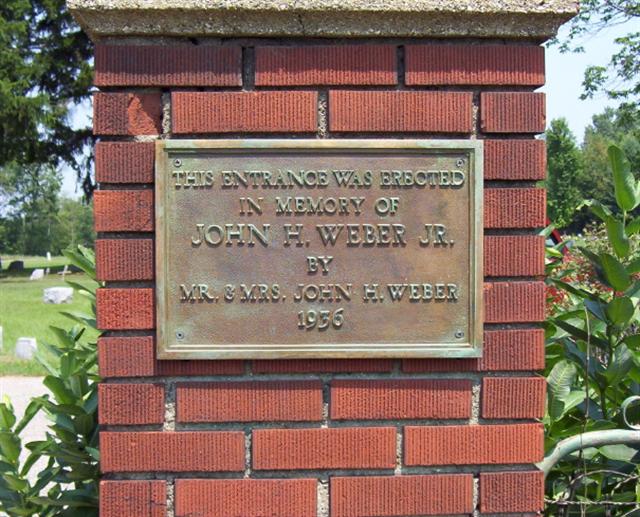 THIS ENTRANCE WAS ERECTED
IN MEMORY OF
JOHN H. WEBER JR.
BY
MR. & MRS. JOHN H. WEBER
1936